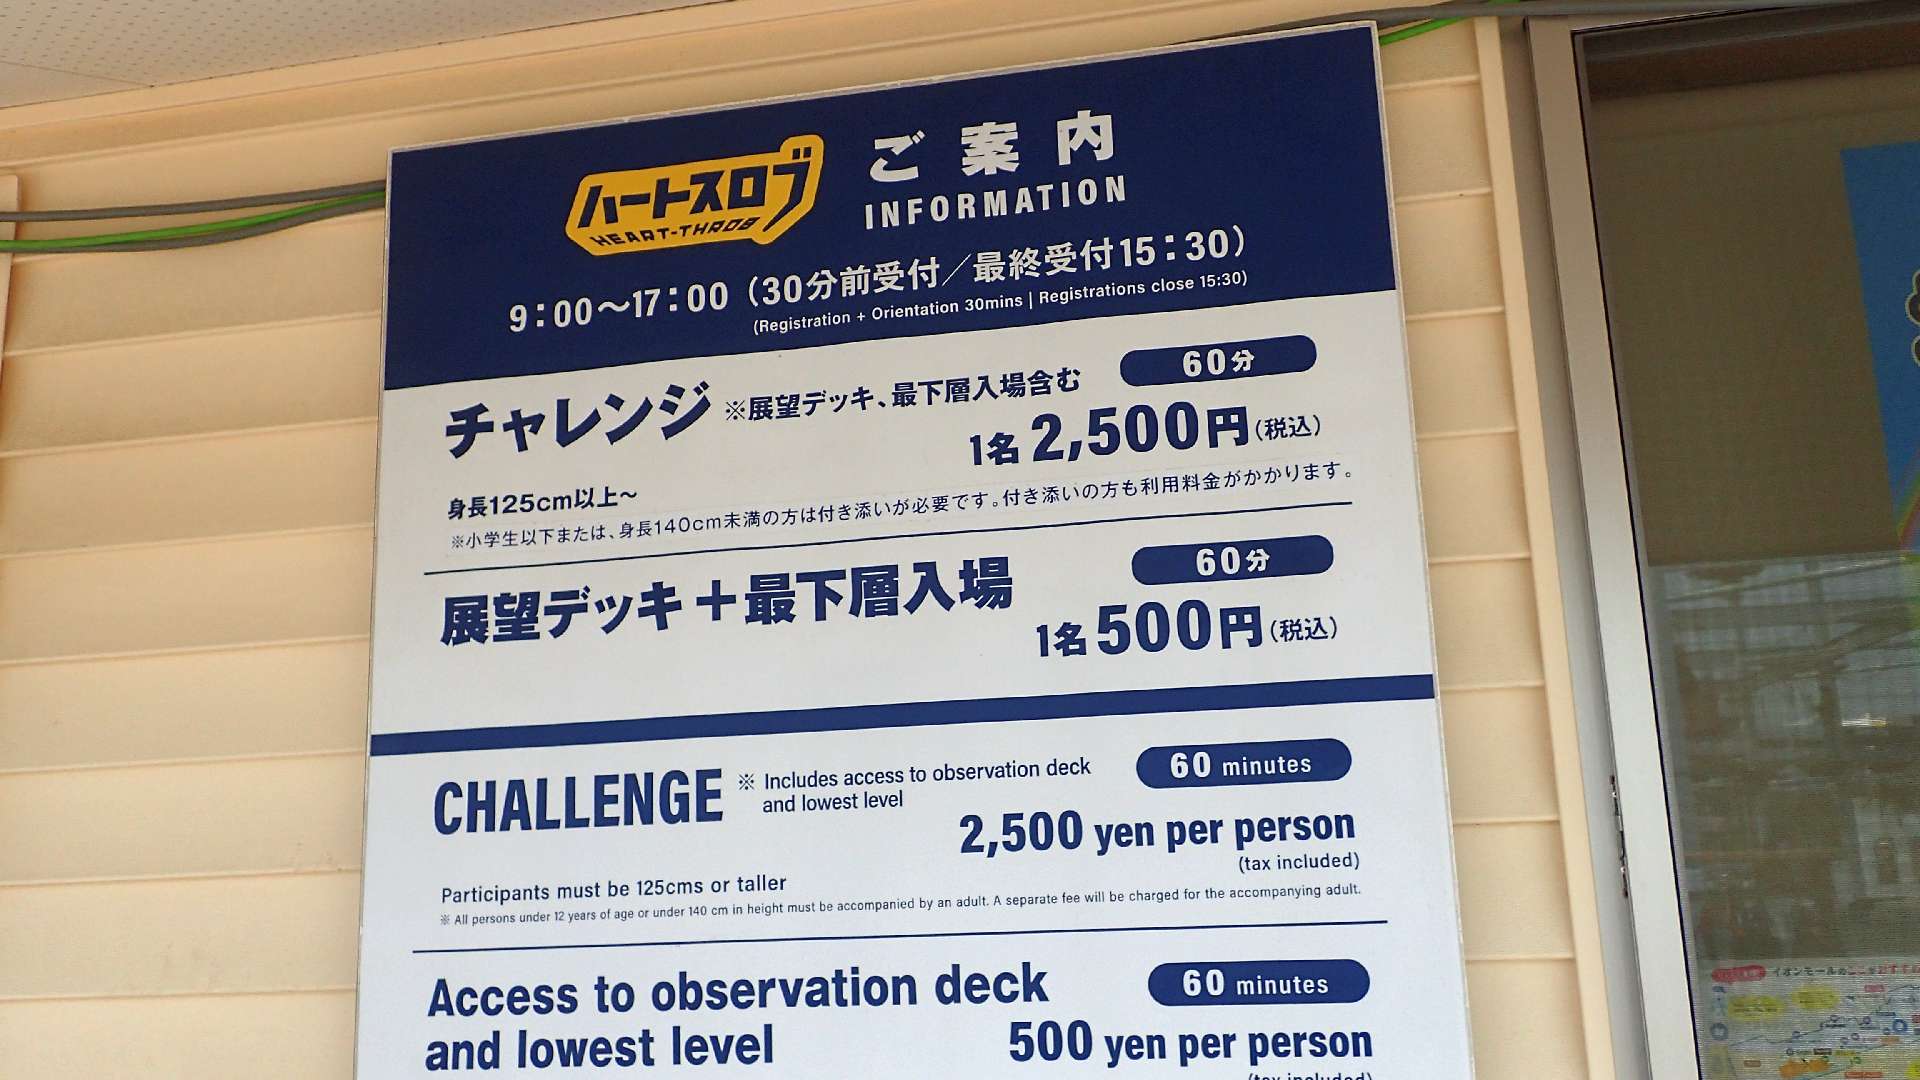 ハートスロブ
HEART-THROB
ご案内
INFORMATION
9：00～17：00（30分前受付／最終受付15：30）
(Registration + Orientation 30mins | Registrations close 15:30)
チャレンジ ※展望デッキ、最下層入場含む 60分
1名2,500円（税込）
身長125cm以上～
※小学生以下または、身長140cm未満の方は付き添いが必要です。付き添いの方も利用料金がかかります。
展望デッキ＋最下層入場 60分
1名500円（税込）
CHALLENGE ※ Includes access to observation deck
and lowest level
60 minutes
2,500 yen per person
(tax included)
Participants must be 125cms or taller
※ All persons under 12 years of age or under 140 cm in height must be accompanied by an adult. A separate fee will be charged for the accompanying adult.
Access to observation deck
and lowest level
60 minutes
500 yen per person
(tax included)